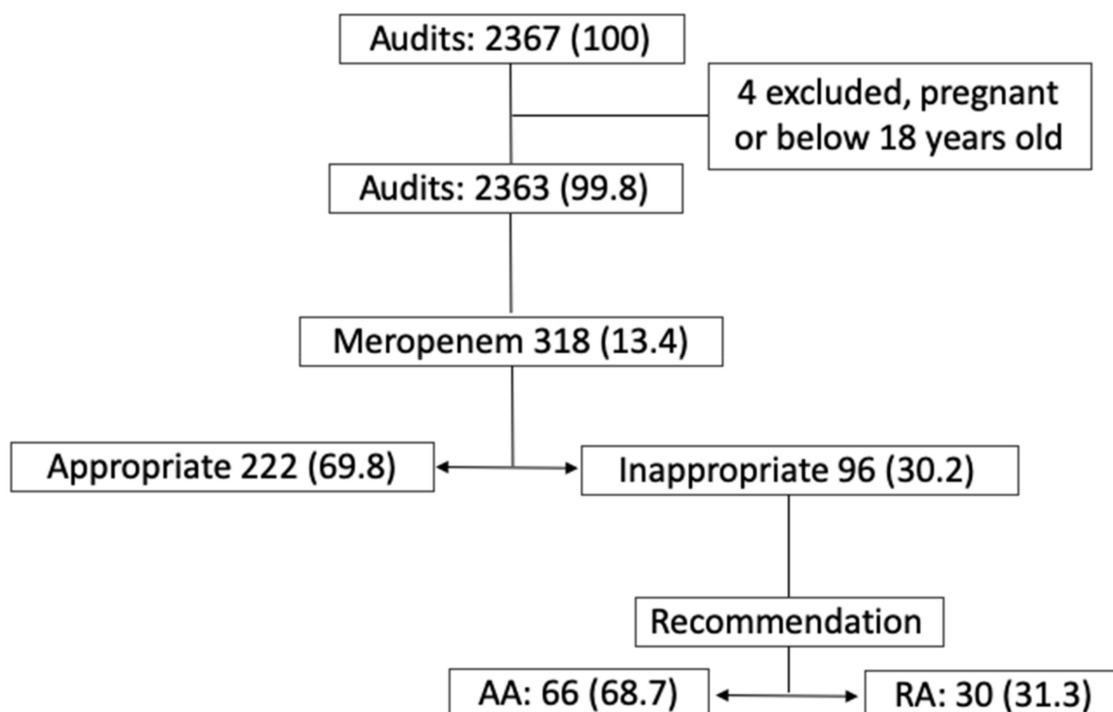 Audits: 2367 (100)
4 excluded, pregnant
or below 18 years old
Audits: 2363 (99.8)
Meropenem 318 (13.4)
Appropriate 222 (69.8)
Inappropriate 96 (30.2)
Recommendation
AA: 66 (68.7)
RA: 30 (31.3)